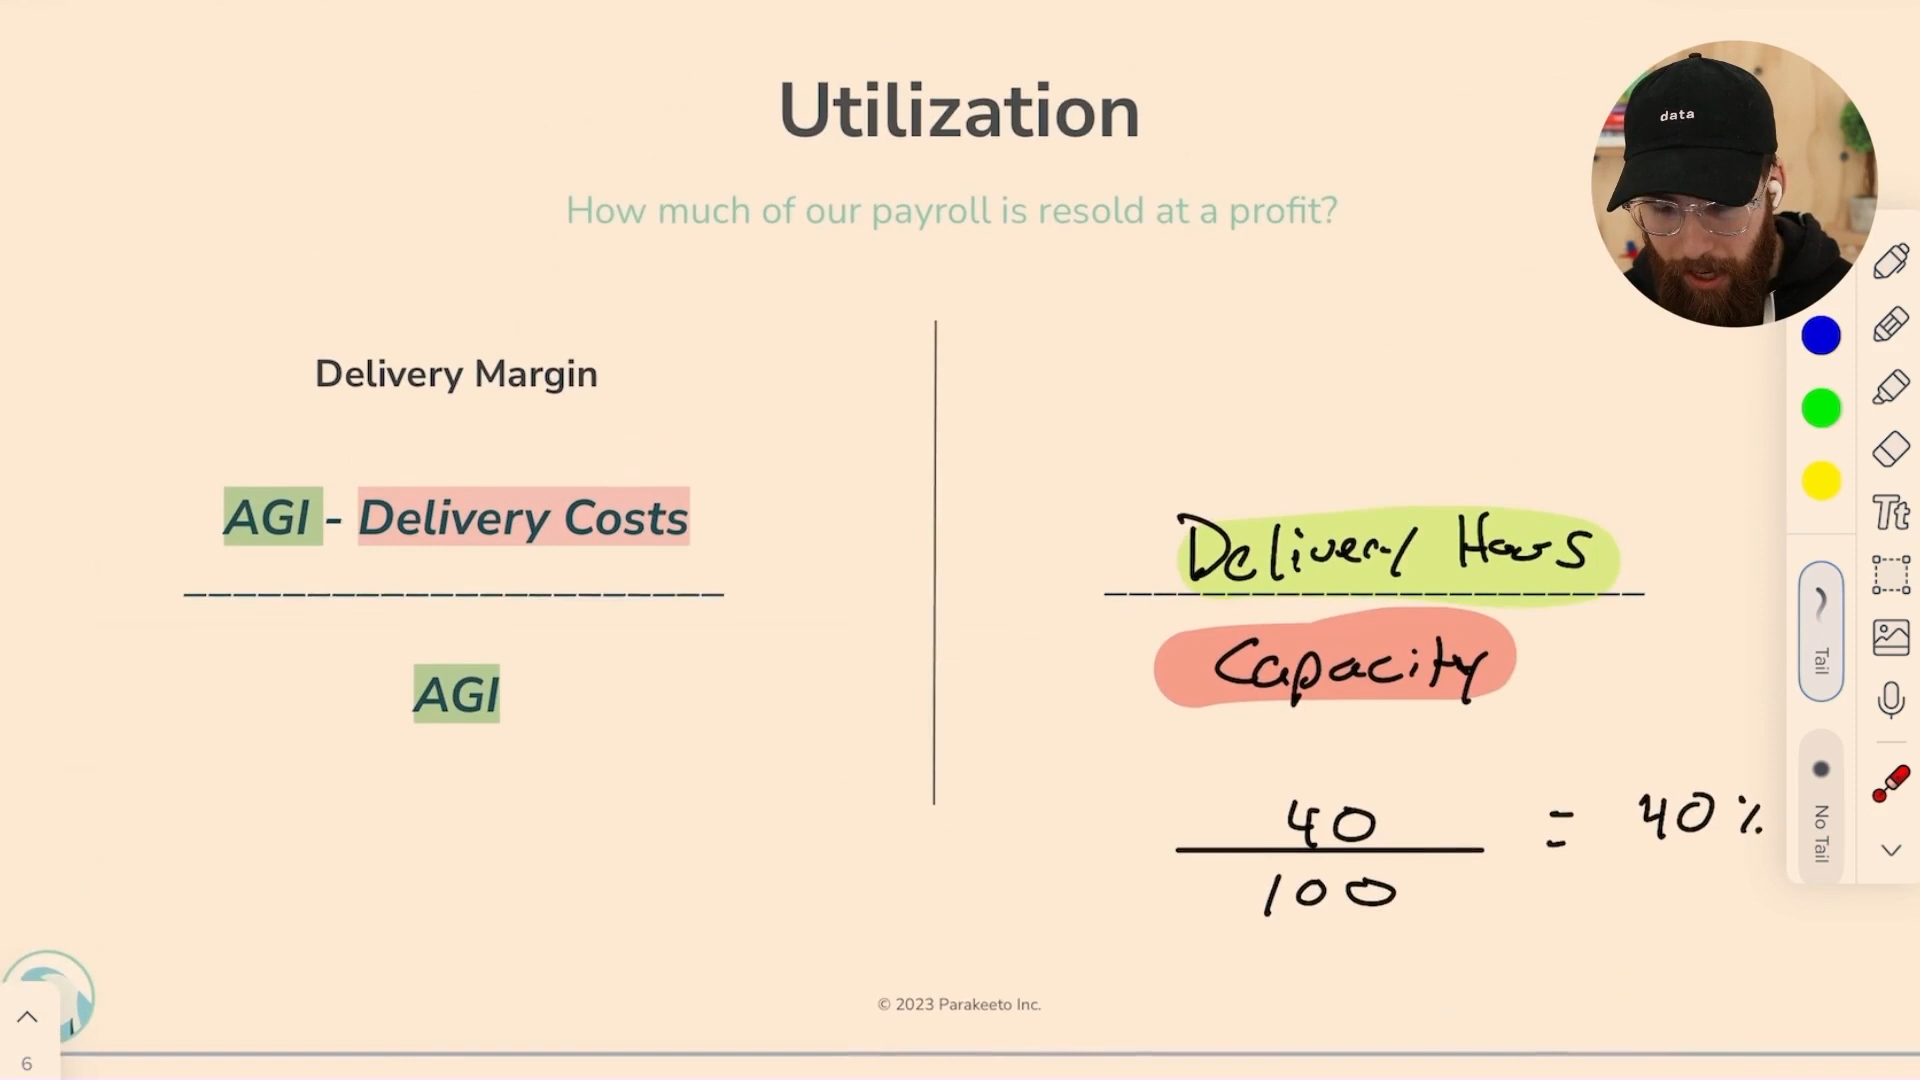 data
Utilization
How much of our payroll is resold at a profit?
Delivery Margin
AGI - Delivery Costs
AGI
Delivery Hours
Capacity
40
100
= 40%
Tt
Tail
No Tail
© 2023 Parakeeto Inc.
6